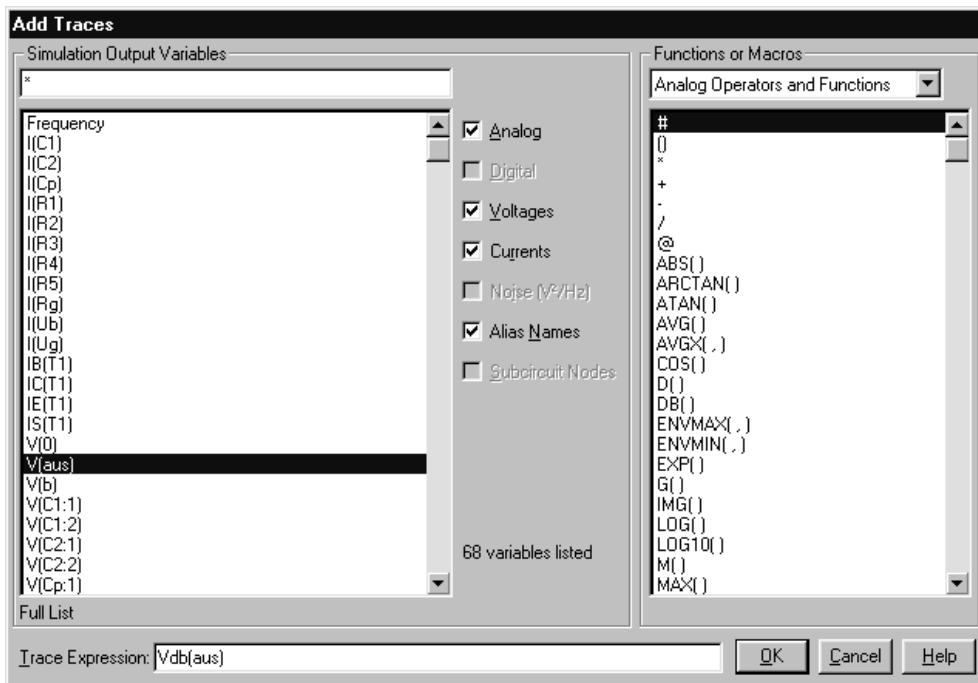 Add Traces
Simulation Output Variables
*
Frequency
I(C1)
I(C2)
I(Cp)
I(R1)
I(R2)
I(R3)
I(R4)
I(R5)
I(Rg)
I(Ub)
I(Ug)
IB(T1)
IC(T1)
IE(T1)
IS(T1)
V(0)
V(aus)
V(b)
V(C1:1)
V(C1:2)
V(C2:1)
V(C2:2)
V(Cp:1)
Full List
Analog
Digital
Voltages
Currents
Noise (V²/Hz)
Alias Names
Subcircuit Nodes
68 variables listed
Functions or Macros
Analog Operators and Functions
#
()
*
+
-
/
@
ABS( )
ARCTAN( )
ATAN( )
AVG( )
AVGX( , )
COS( )
D( )
DB( )
ENVMAX( , )
ENVMIN( , )
EXP( )
G( )
IMG( )
LOG( )
LOG10( )
M( )
MAX( )
Trace Expression: Vdb(aus)
OK
Cancel
Help